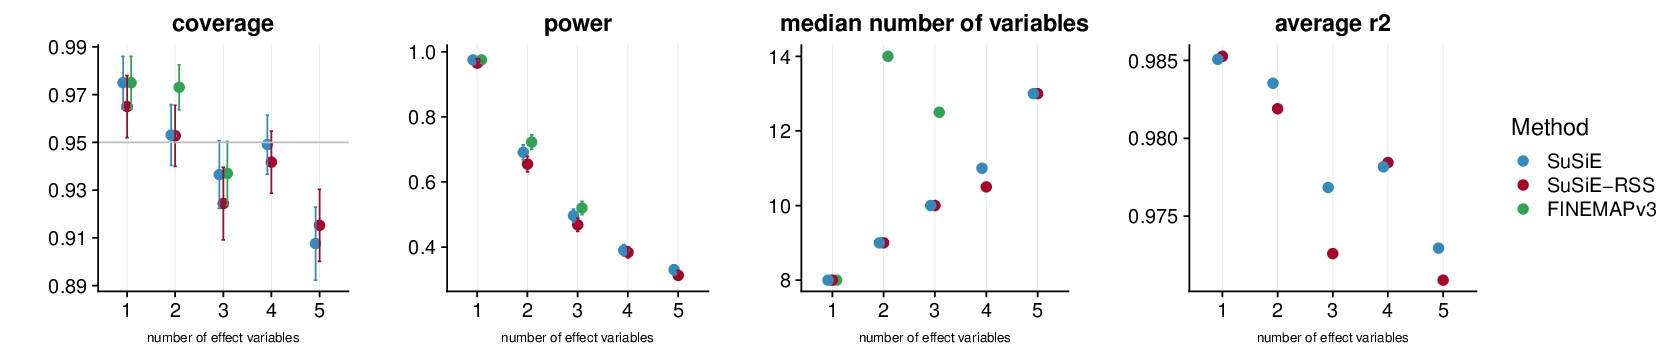 coverage
0.99
0.97
0.95
0.93
0.91
0.89
1 2 3 4 5
number of effect variables
power
1.0
0.8
0.6
0.4
1 2 3 4 5
number of effect variables
median number of variables
14
12
10
8
1 2 3 4 5
number of effect variables
average r2
0.985
0.980
0.975
1 2 3 4 5
number of effect variables
Method
SuSiE
SuSiE−RSS
FINEMAPv3